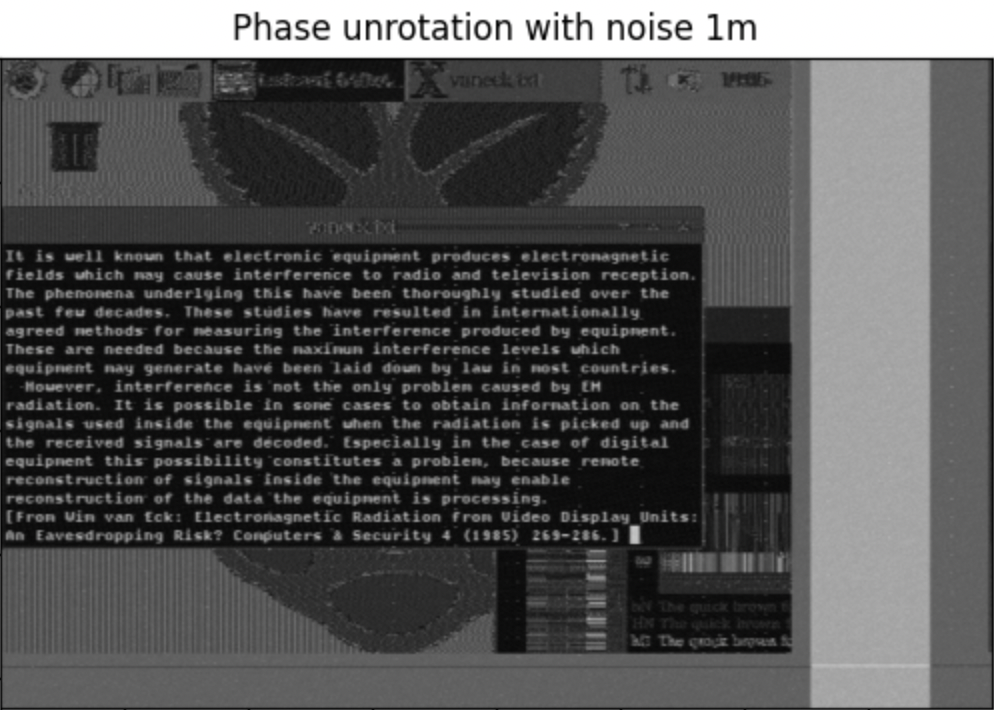 Phase unrotation with noise 1m
vaneck.txt
vaneck.txt
It is well known that electronic equipment produces electromagnetic
fields which may cause interference to radio and television reception.
The phenomena underlying this have been thoroughly studied over the
past few decades. These studies have resulted in internationally
agreed methods for measuring the interference produced by equipment.
These are needed because the maximum interference levels which
equipment may generate have been laid down by law in most countries.
However, interference is not the only problem caused by EM
radiation. It is possible in some cases to obtain information on the
signals used inside the equipment when the radiation is picked up and
the received signals are decoded. Especially in the case of digital
equipment this possibility constitutes a problem, because remote
reconstruction of signals inside the equipment may enable
reconstruction of the data the equipment is processing.
[From Wim van Eck: Electromagnetic Radiation from Video Display Units:
An Eavesdropping Risk? Computers & Security 4 (1985) 269-286.]
The quick brown
The quick brown
The quick brown